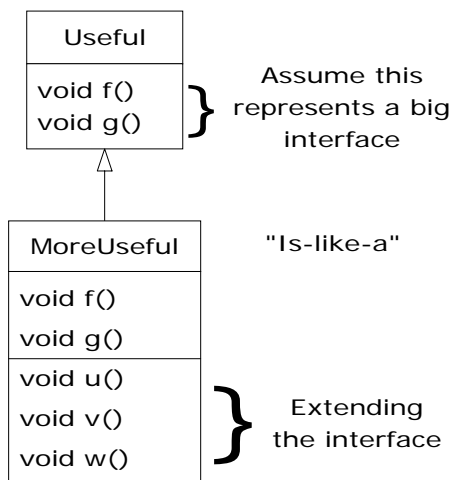 Useful
void f()
void g()
}
Assume this
represents a big
interface
MoreUseful
"Is-like-a"
void f()
void g()
void u()
void v()
void w()
}
Extending
the interface